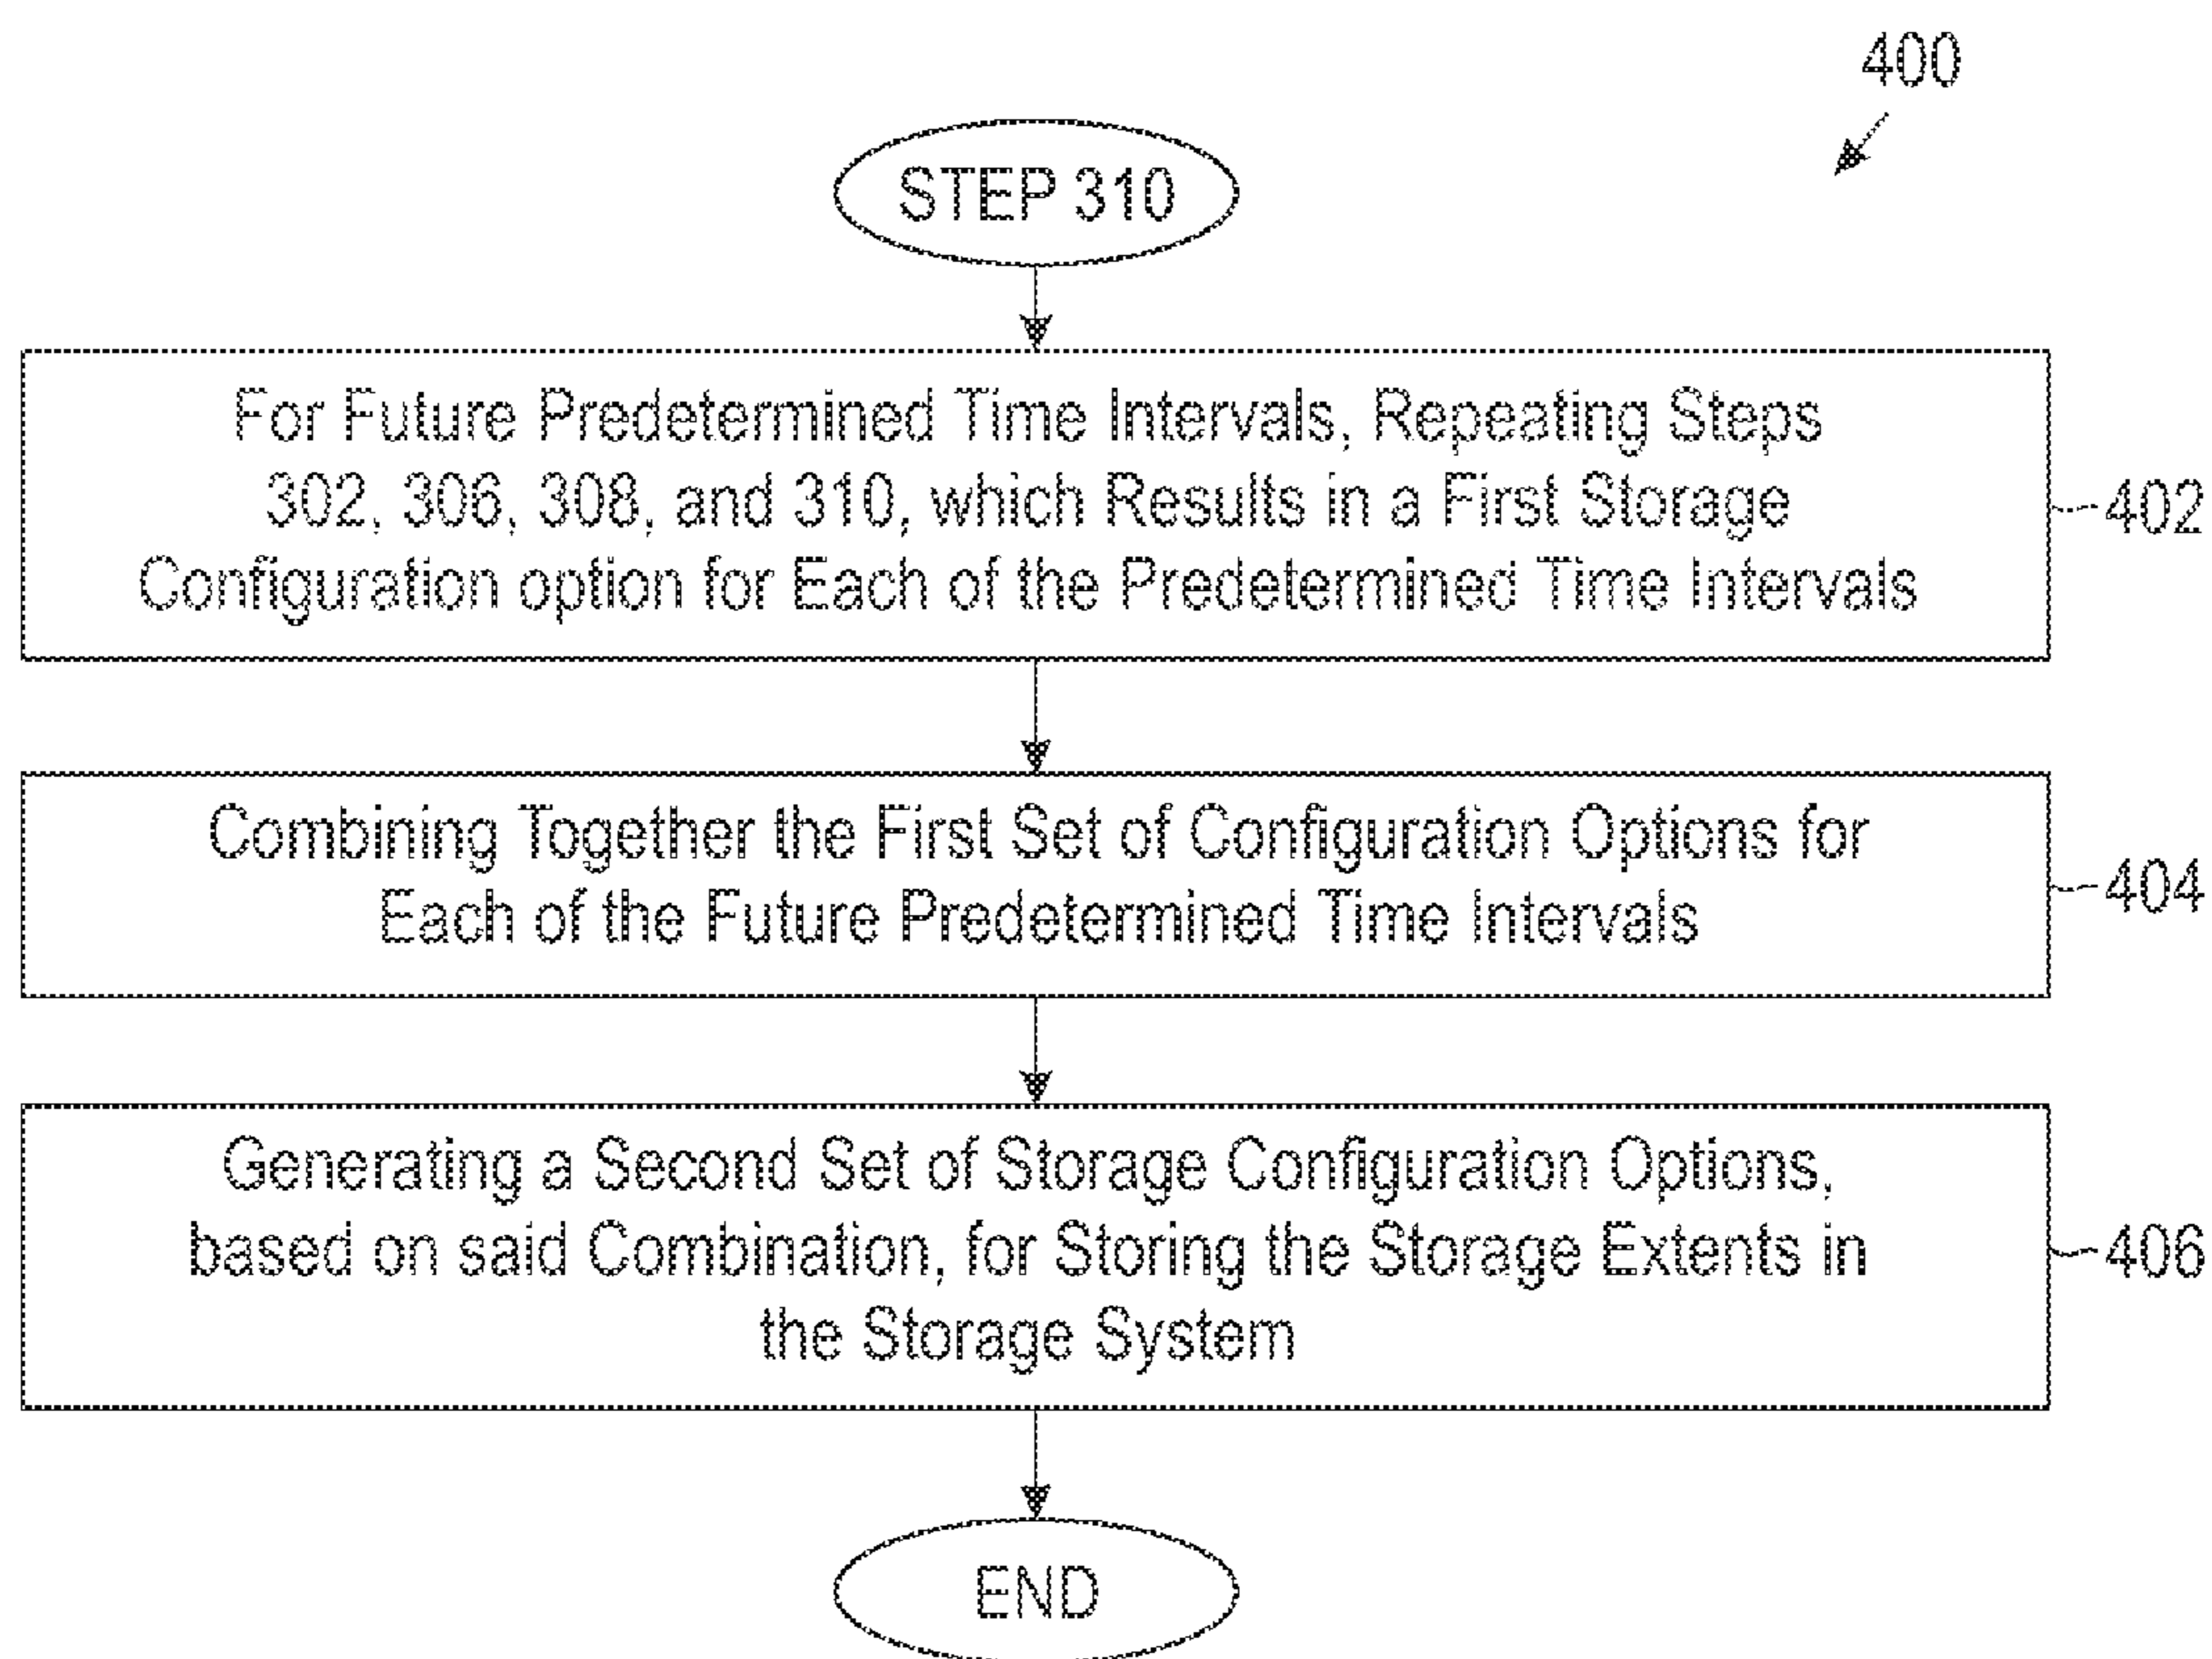 400
STEP 310
For Future Predetermined Time Intervals, Repeating Steps
302, 306, 308, and 310, which Results in a First Storage
Configuration option for Each of the Predetermined Time Intervals
402
Combining Together the First Set of Configuration Options for
Each of the Future Predetermined Time Intervals
404
Generating a Second Set of Storage Configuration Options,
based on said Combination, for Storing the Storage Extents in
the Storage System
406
END